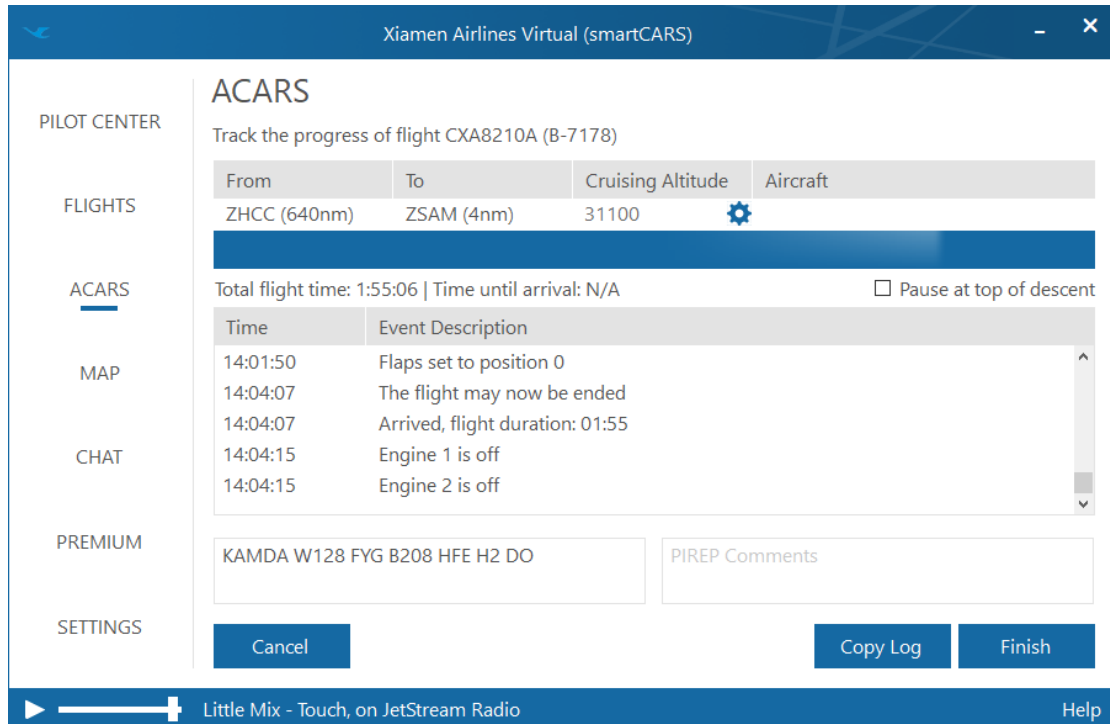 Xiamen Airlines Virtual (smartCARS)
PILOT CENTER
FLIGHTS
ACARS
MAP
CHAT
PREMIUM
SETTINGS
ACARS
Track the progress of flight CXA8210A (B-7178)
From To Cruising Altitude Aircraft
ZHCC (640nm) ZSAM (4nm) 31100
Total flight time: 1:55:06 | Time until arrival: N/A Pause at top of descent
Time Event Description
14:01:50 Flaps set to position 0
14:04:07 The flight may now be ended
14:04:07 Arrived, flight duration: 01:55
14:04:15 Engine 1 is off
14:04:15 Engine 2 is off
KAMDA W128 FYG B208 HFE H2 DO PIREP Comments
Cancel Copy Log Finish
Little Mix - Touch, on JetStream Radio Help